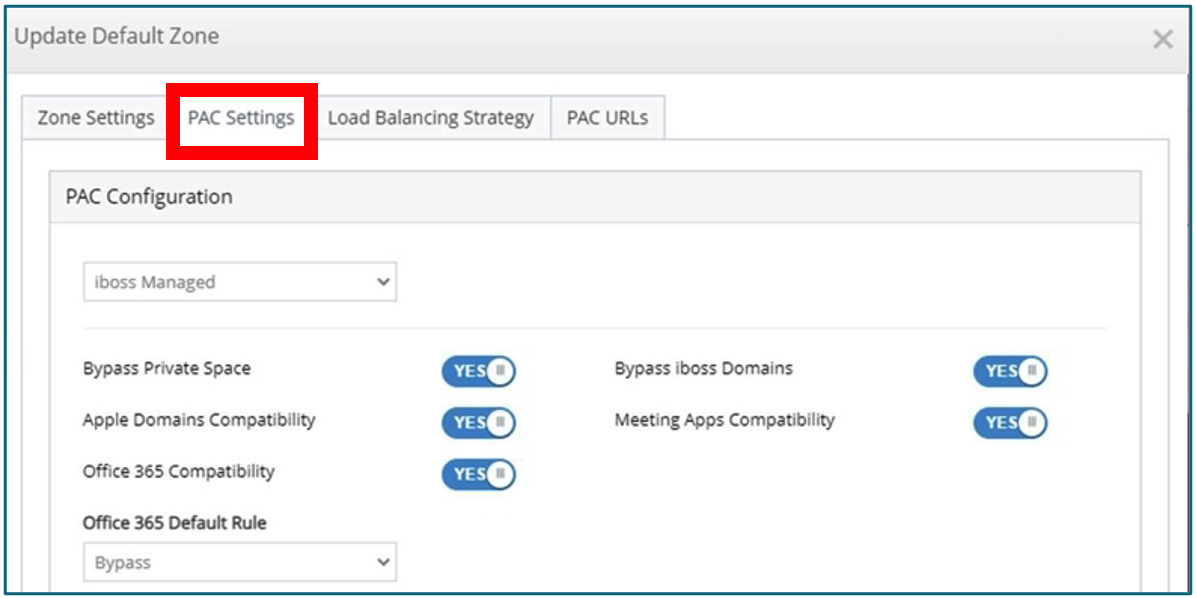 Update Default Zone
Zone Settings PAC Settings Load Balancing Strategy PAC URLs
PAC Configuration
iboss Managed
Bypass Private Space YES Bypass iboss Domains YES
Apple Domains Compatibility YES Meeting Apps Compatibility YES
Office 365 Compatibility YES
Office 365 Default Rule
Bypass